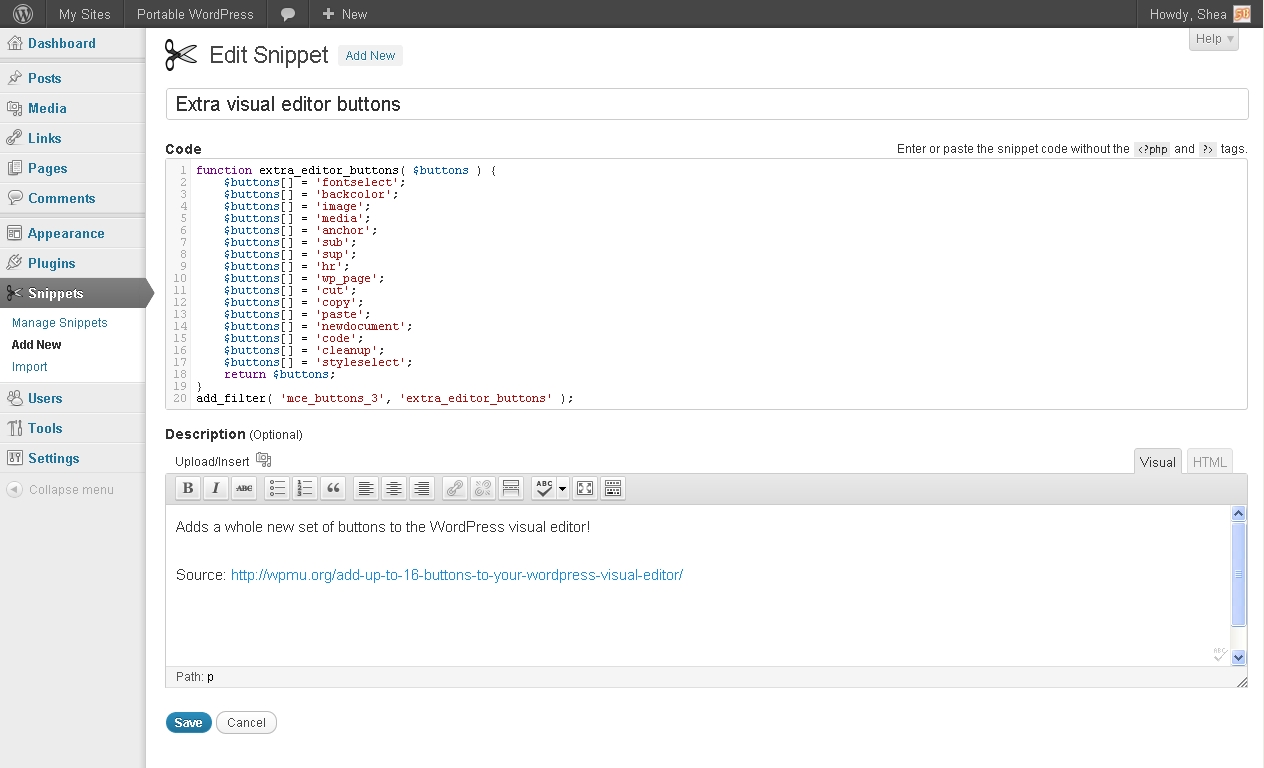 My Sites Portable WordPress New Howdy, Shea
Dashboard
Posts
Media
Links
Pages
Comments
Appearance
Plugins
Snippets
Manage Snippets
Add New
Import
Users
Tools
Settings
Collapse menu
Help
Edit Snippet Add New
Extra visual editor buttons
Code Enter or paste the snippet code without the <?php and ?> tags.
1 function extra_editor_buttons( $buttons ) {
2 $buttons[] = 'fontselect';
3 $buttons[] = 'backcolor';
4 $buttons[] = 'image';
5 $buttons[] = 'media';
6 $buttons[] = 'anchor';
7 $buttons[] = 'sub';
8 $buttons[] = 'sup';
9 $buttons[] = 'hr';
10 $buttons[] = 'wp_page';
11 $buttons[] = 'cut';
12 $buttons[] = 'copy';
13 $buttons[] = 'paste';
14 $buttons[] = 'newdocument';
15 $buttons[] = 'code';
16 $buttons[] = 'cleanup';
17 $buttons[] = 'styleselect';
18 return $buttons;
19 }
20 add_filter( 'mce_buttons_3', 'extra_editor_buttons' );
Description (Optional)
Upload/Insert Visual HTML
B I ABC ABC
Adds a whole new set of buttons to the WordPress visual editor!
Source: http://wpmu.org/add-up-to-16-buttons-to-your-wordpress-visual-editor/
ABC
Path: p
Save Cancel